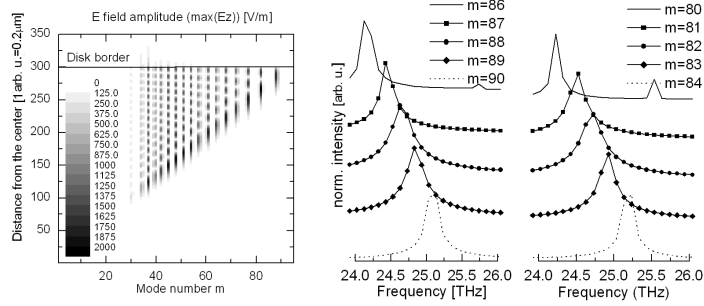 E field amplitude (max(Ez)) [V/m]
Distance from the center [1arb. u.=0.2μm]
Disk border
400
350
300
250
200
150
100
50
0
125.0
250.0
375.0
500.0
625.0
750.0
875.0
1000
1125
1250
1375
1500
1625
1750
1875
2000
20 40 60 80
Mode number m
norm. intensity [arb. u.]
m=86
m=87
m=88
m=89
m=90
24.0 24.5 25.0 25.5 26.0
Frequency [THz]
m=80
m=81
m=82
m=83
m=84
24.0 24.5 25.0 25.5 26.0
Frequency (THz)